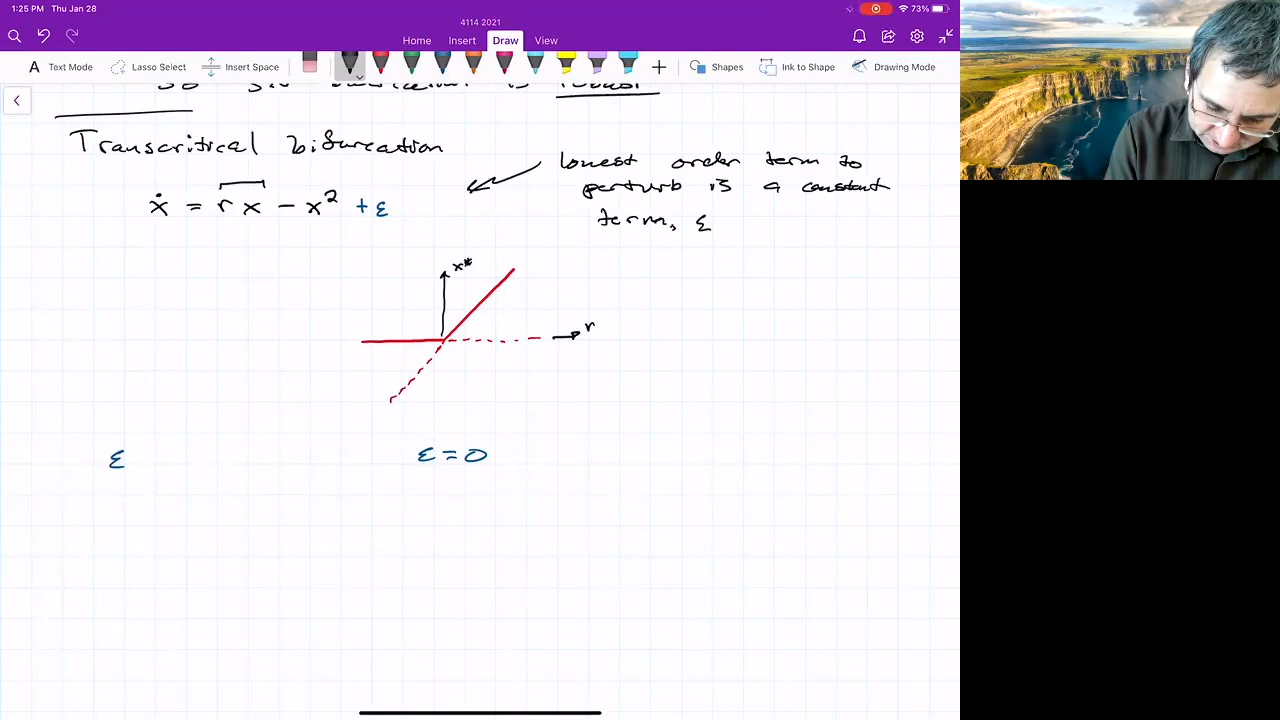 1:25 PM Thu Jan 28
73%
4114 2021
Home Insert Draw View
Text Mode Lasso Select Insert Space Shapes Ink to Shape Drawing Mode
is robust
Transcritical bifurcation
lowest order term to
perturb is a constant
term, ε
ẋ = rx - x² + ε
x*
r
ε ε = 0